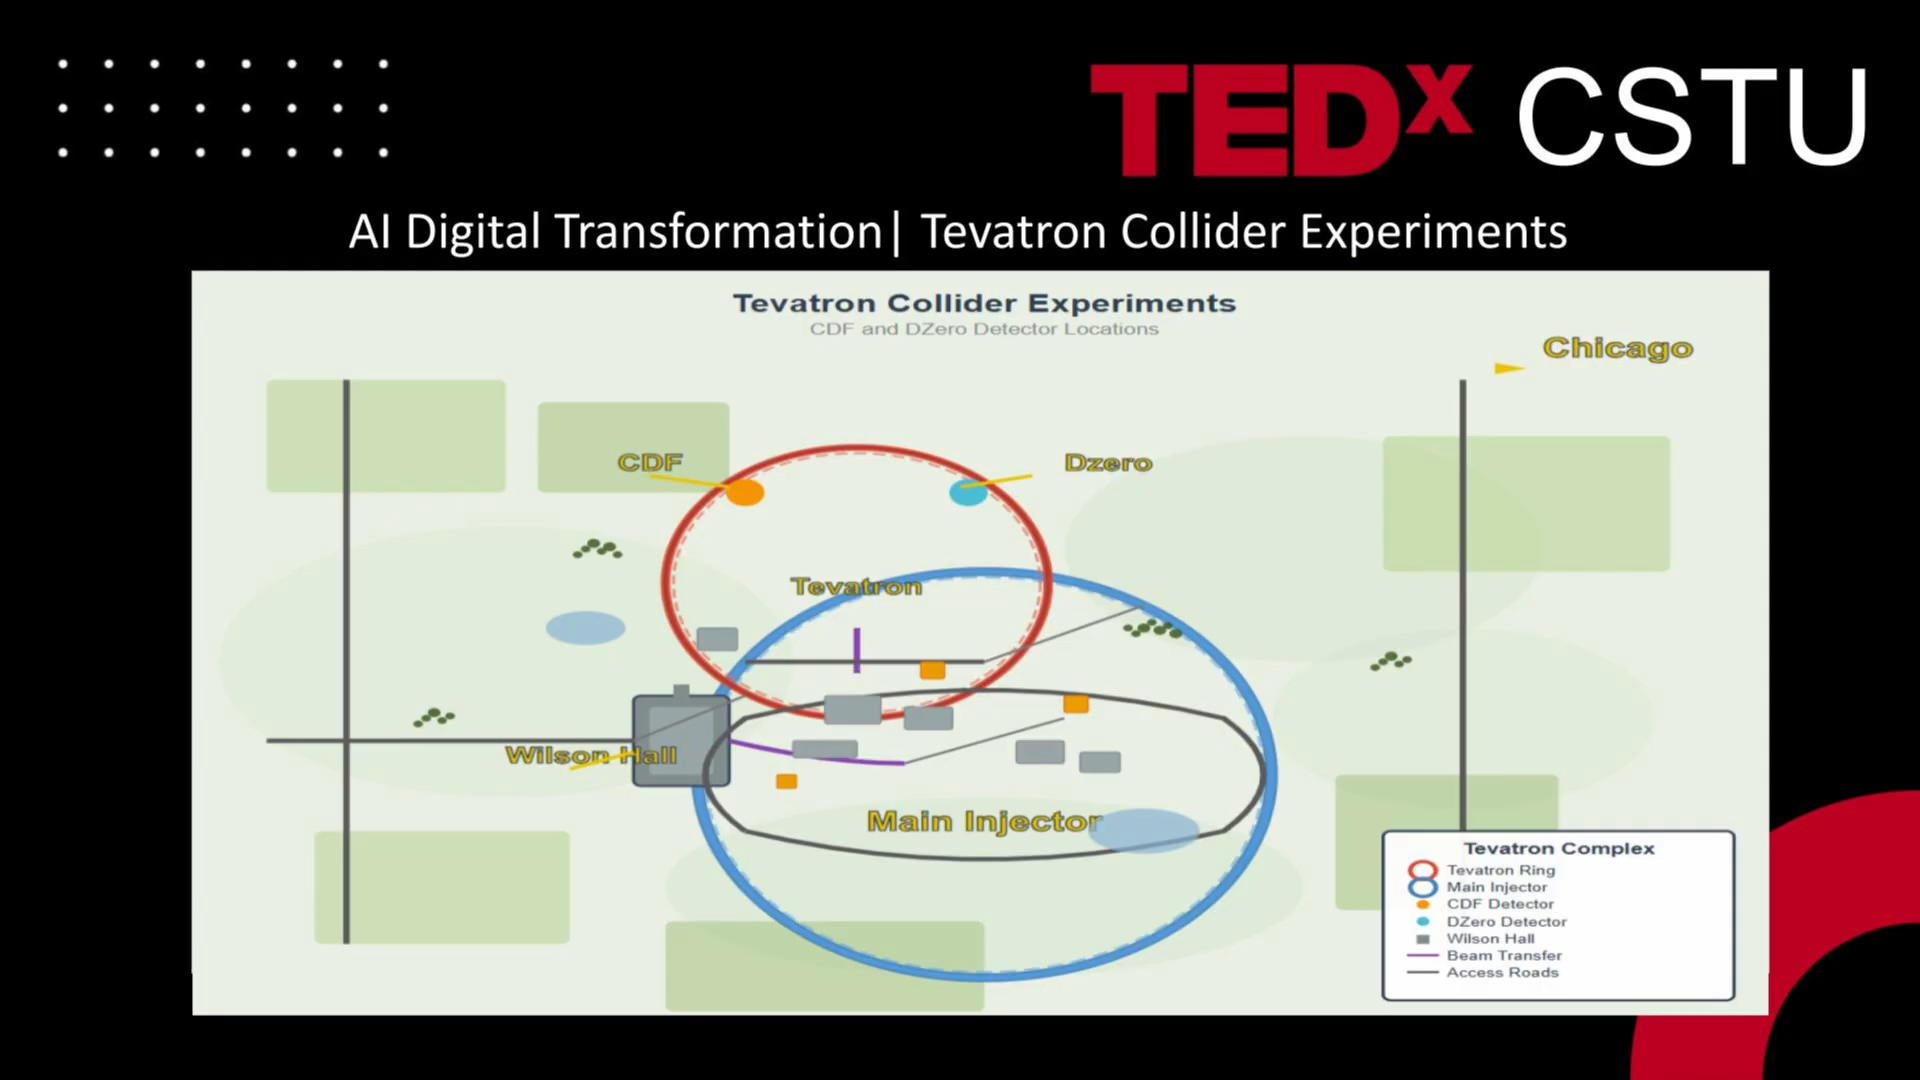 TEDx CSTU
AI Digital Transformation| Tevatron Collider Experiments
Tevatron Collider Experiments
CDF and DZero Detector Locations
Chicago
CDF
Dzero
Tevatron
Wilson Hall
Main Injector
Tevatron Complex
Tevatron Ring
Main Injector
CDF Detector
DZero Detector
Wilson Hall
Beam Transfer
Access Roads